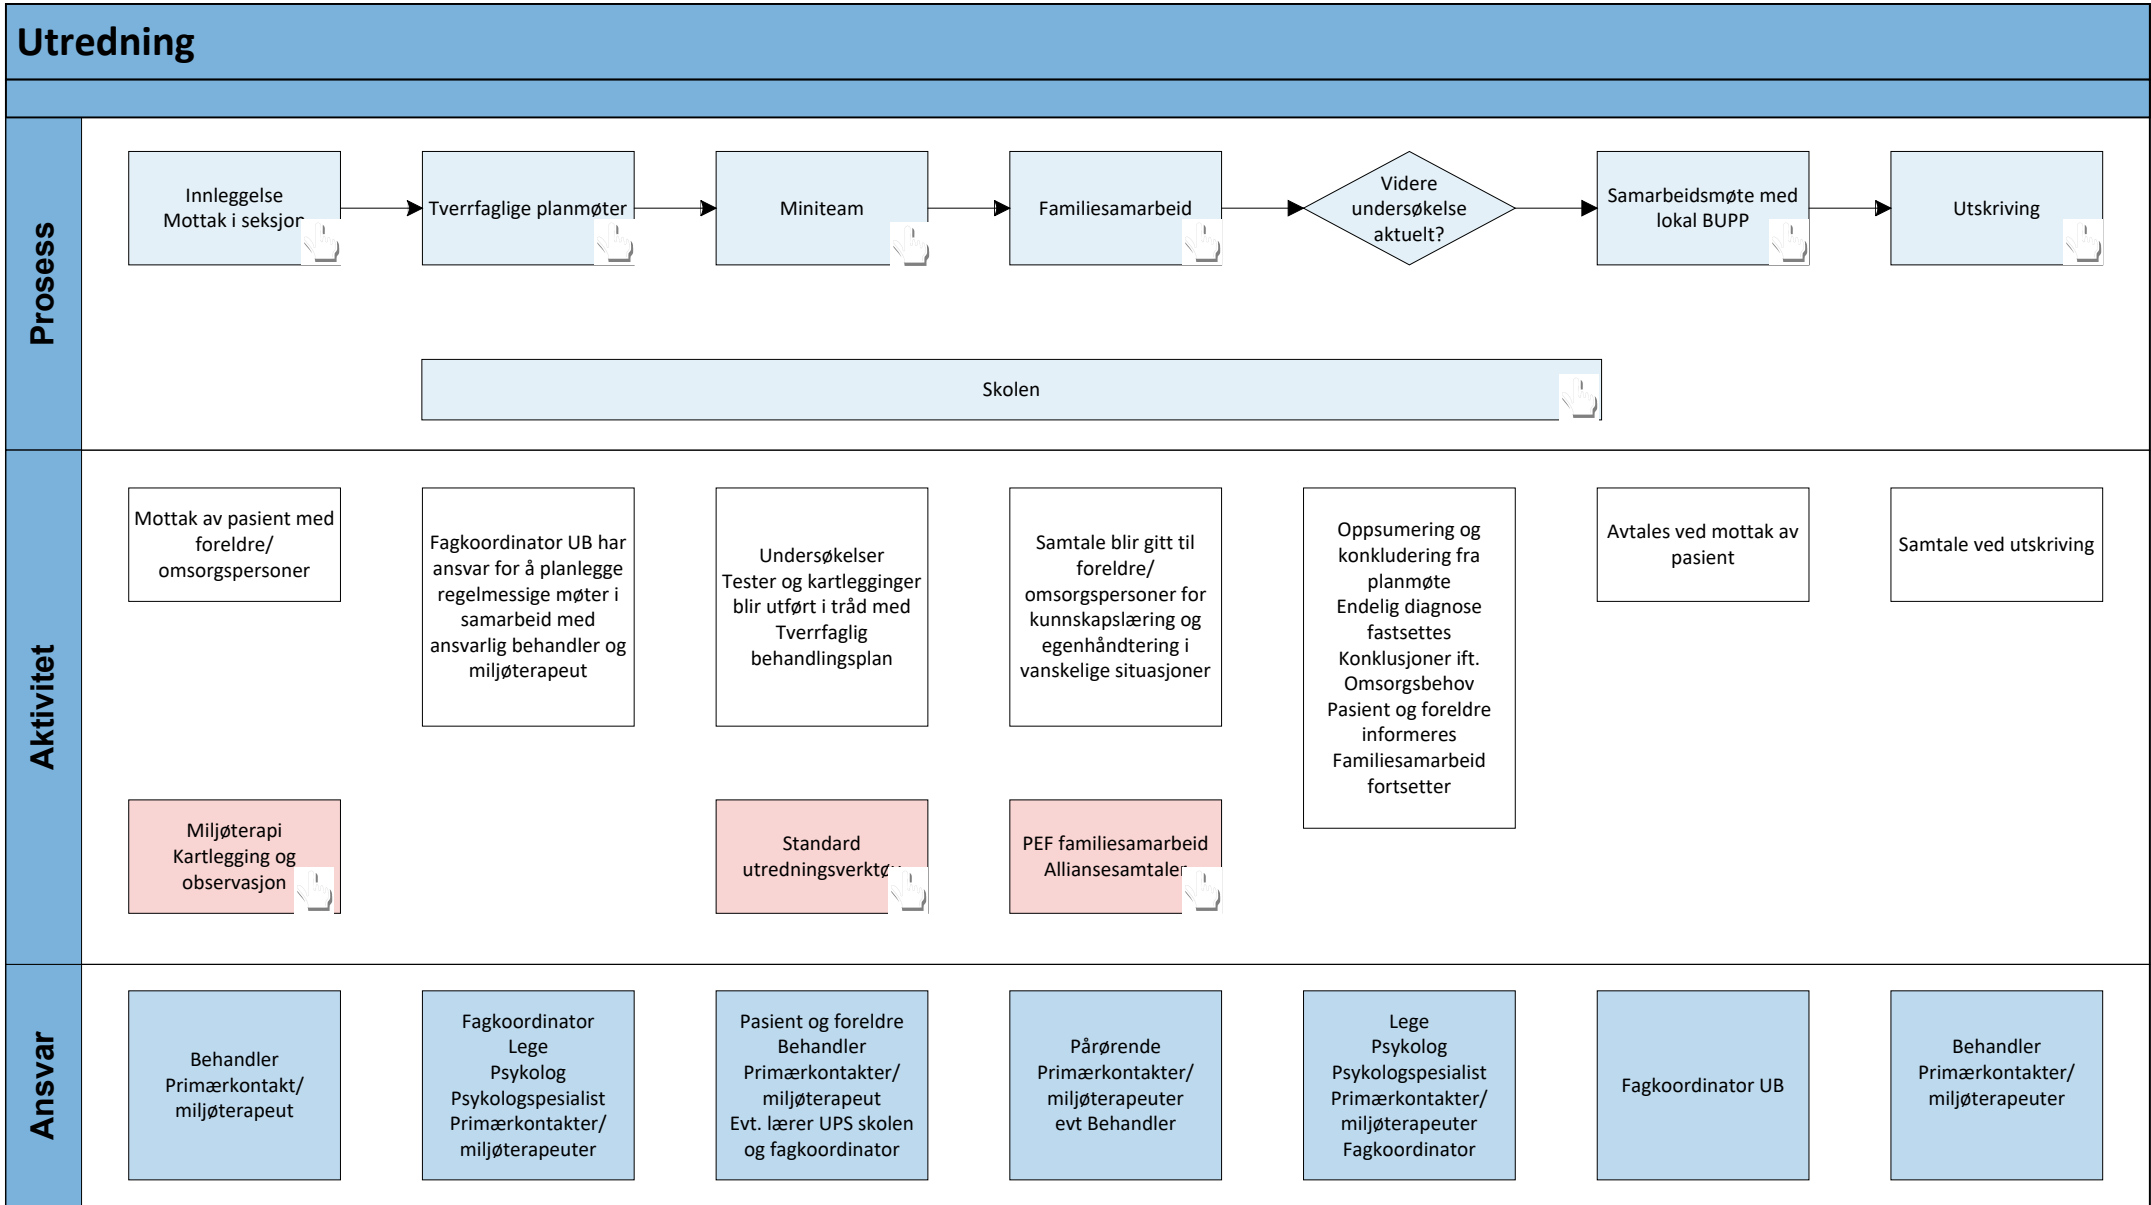 Utredning
Prosess
Innleggelse
Mottak i seksjon
Tverrfaglige planmøter
Miniteam
Familiesamarbeid
Videre
undersøkelse
aktuelt?
Samarbeidsmøte med
lokal BUPP
Utskriving
Skolen
Aktivitet
Mottak av pasient med
foreldre/
omsorgspersoner
Fagkoordinator UB har
ansvar for å planlegge
regelmessige møter i
samarbeid med
ansvarlig behandler og
miljøterapeut
Undersøkelser
Tester og kartlegginger
blir utført i tråd med
Tverrfaglig
behandlingsplan
Samtale blir gitt til
foreldre/
omsorgspersoner for
kunnskapslæring og
egenhåndtering i
vanskelige situasjoner
Oppsumering og
konkludering fra
planmøte
Endelig diagnose
fastsettes
Konklusjoner ift.
Omsorgsbehov
Pasient og foreldre
informeres
Familiesamarbeid
fortsetter
Avtales ved mottak av
pasient
Samtale ved utskriving
Miljøterapi
Kartlegging og
observasjon
Standard
utredningsverktøy
PEF familiesamarbeid
Alliansesamtaler
Ansvar
Behandler
Primærkontakt/
miljøterapeut
Fagkoordinator
Lege
Psykolog
Psykologspesialist
Primærkontakter/
miljøterapeuter
Pasient og foreldre
Behandler
Primærkontakter/
miljøterapeut
Evt. lærer UPS skolen
og fagkoordinator
Pårørende
Primærkontakter/
miljøterapeuter
evt Behandler
Lege
Psykolog
Psykologspesialist
Primærkontakter/
miljøterapeuter
Fagkoordinator
Fagkoordinator UB
Behandler
Primærkontakter/
miljøterapeuter